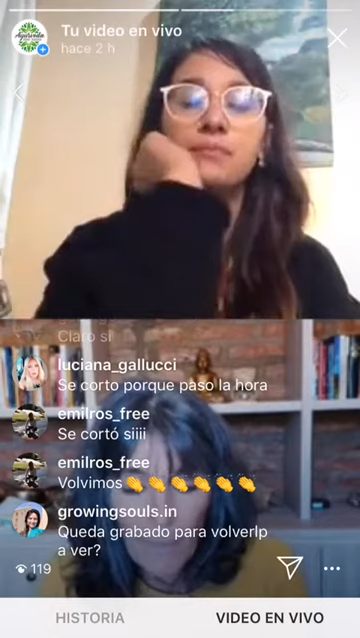 Tu video en vivo
hace 2 h
Ayurveda
Claro si
luciana_gallucci
Se corto porque paso la hora
emilros_free
Se cortó siiii
emilros_free
Volvimos 👏👏👏👏👏👏
growingsouls.in
Queda grabado para volverlp
a ver?
119
HISTORIA
VIDEO EN VIVO